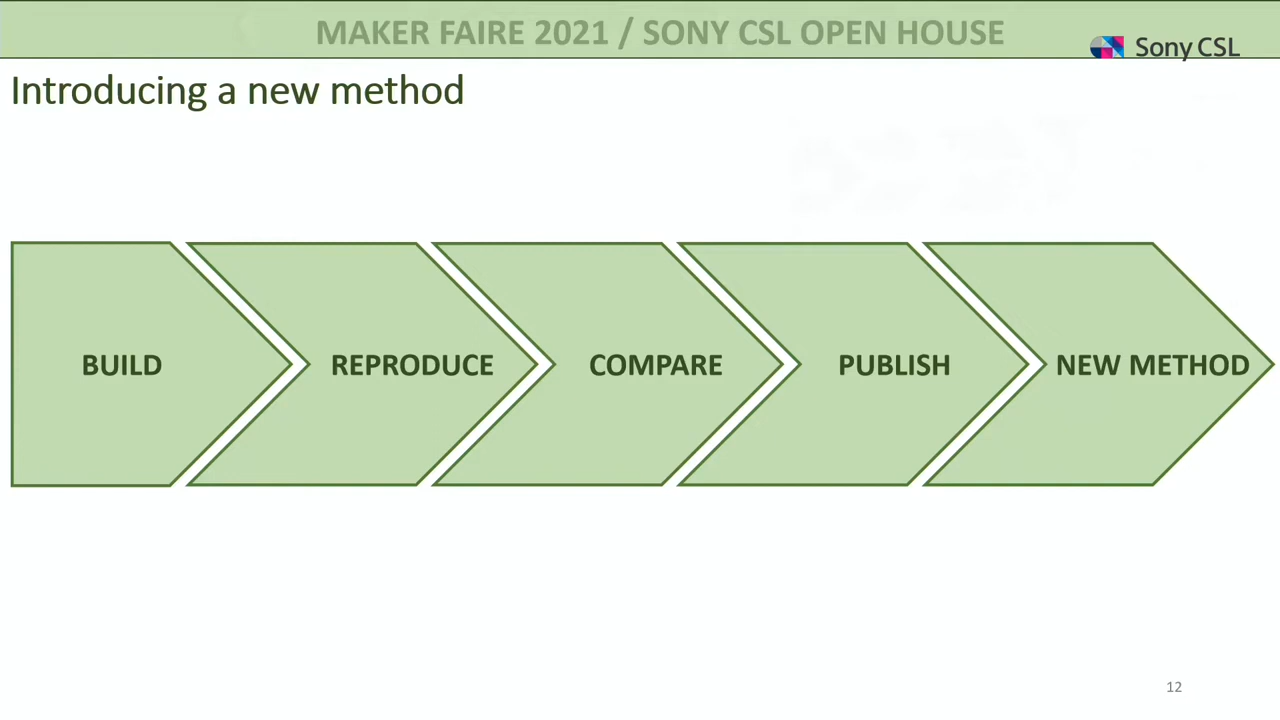 MAKER FAIRE 2021 / SONY CSL OPEN HOUSE
Sony CSL
Introducing a new method
BUILD
REPRODUCE
COMPARE
PUBLISH
NEW METHOD
12